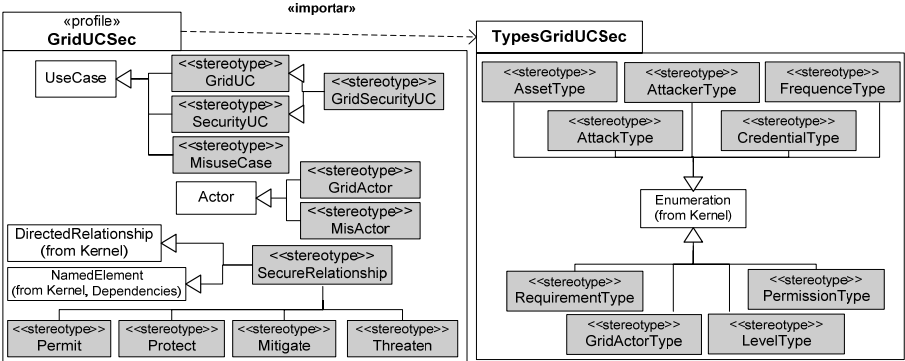 «importar»
«profile»
GridUCSec
UseCase
<<stereotype>>
GridUC
<<stereotype>>
SecurityUC
<<stereotype>>
MisuseCase
<<stereotype>>
GridSecurityUC
Actor
<<stereotype>>
GridActor
<<stereotype>>
MisActor
DirectedRelationship
(from Kernel)
NamedElement
(from Kernel, Dependencies)
<<stereotype>>
SecureRelationship
<<stereotype>>
Permit
<<stereotype>>
Protect
<<stereotype>>
Mitigate
<<stereotype>>
Threaten
TypesGridUCSec
<<stereotype>>
AssetType
<<stereotype>>
AttackerType
<<stereotype>>
FrequenceType
<<stereotype>>
AttackType
<<stereotype>>
CredentialType
Enumeration
(from Kernel)
<<stereotype>>
RequirementType
<<stereotype>>
PermissionType
<<stereotype>>
GridActorType
<<stereotype>>
LevelType